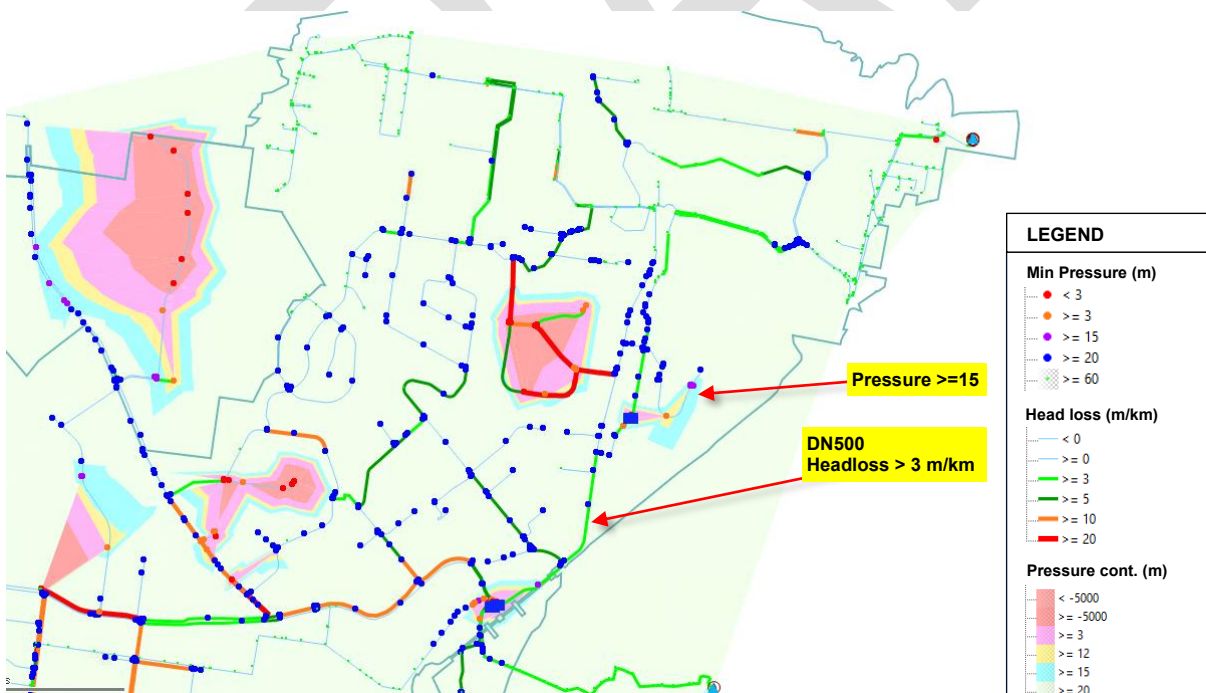 Pressure >=15
DN500
Headloss > 3 m/km
LEGEND
Min Pressure (m)
< 3
>= 3
>= 15
>= 20
>= 60
Head loss (m/km)
< 0
>= 0
>= 3
>= 5
>= 10
>= 20
Pressure cont. (m)
< -5000
>= -5000
>= 3
>= 12
>= 15
>= 20